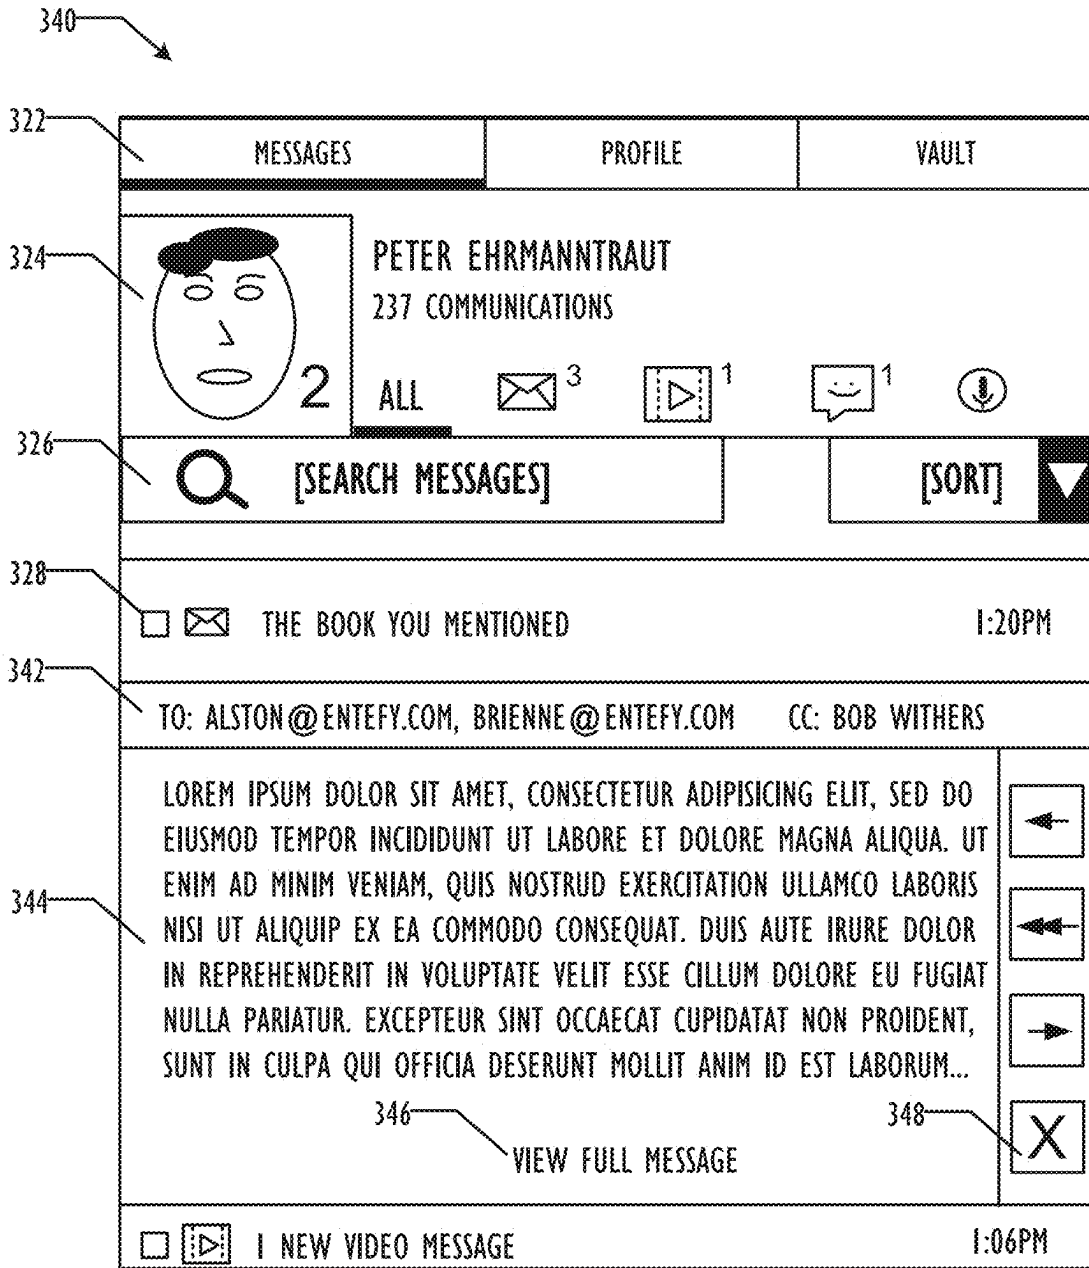 340
322
MESSAGES PROFILE VAULT
324
PETER EHRMANNTRAUT
237 COMMUNICATIONS
2 ALL 3 1 1
326
[SEARCH MESSAGES] [SORT]
328
THE BOOK YOU MENTIONED 1:20PM
342
TO: ALSTON@ENTEFY.COM, BRIENNE@ENTEFY.COM CC: BOB WITHERS
LOREM IPSUM DOLOR SIT AMET, CONSECTETUR ADIPISICING ELIT, SED DO
EIUSMOD TEMPOR INCIDIDUNT UT LABORE ET DOLORE MAGNA ALIQUA. UT
ENIM AD MINIM VENIAM, QUIS NOSTRUD EXERCITATION ULLAMCO LABORIS
344
NISI UT ALIQUIP EX EA COMMODO CONSEQUAT. DUIS AUTE IRURE DOLOR
IN REPREHENDERIT IN VOLUPTATE VELIT ESSE CILLUM DOLORE EU FUGIAT
NULLA PARIATUR. EXCEPTEUR SINT OCCAECAT CUPIDATAT NON PROIDENT,
SUNT IN CULPA QUI OFFICIA DESERUNT MOLLIT ANIM ID EST LABORUM...
346 348
VIEW FULL MESSAGE X
1 NEW VIDEO MESSAGE 1:06PM